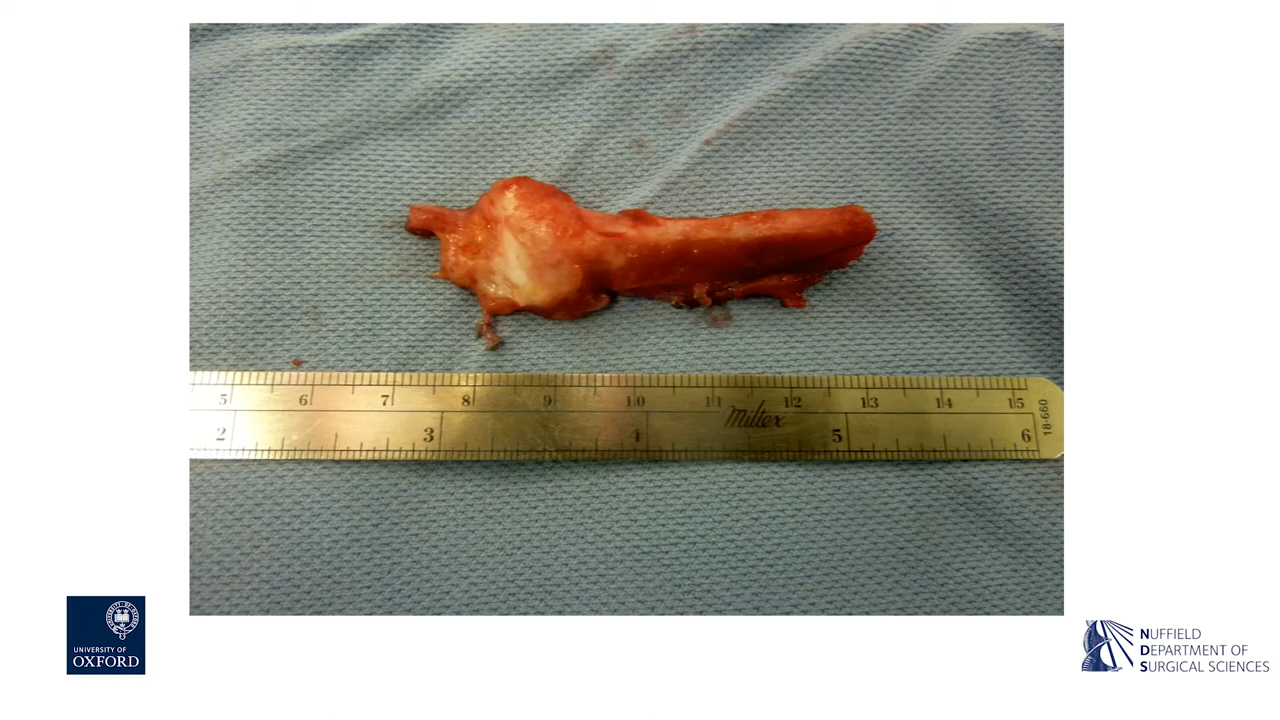 5 6 7 8 9 10 11 12 13 14 15
Miltex
18-660
2 3 4 5 6
UNIVERSITY OF
OXFORD
NUFFIELD
DEPARTMENT OF
SURGICAL SCIENCES